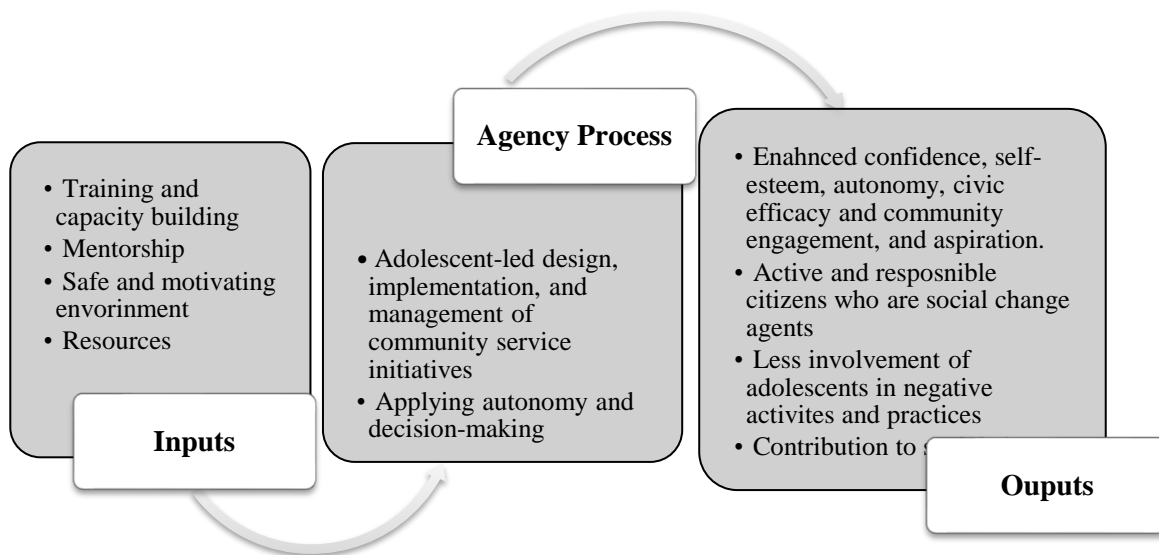 • Training and
capacity building
• Mentorship
• Safe and motivating
envorinment
• Resources
Inputs
Agency Process
• Adolescent-led design,
implementation, and
management of
community service
initiatives
• Applying autonomy and
decision-making
• Enahnced confidence, self-
esteem, autonomy, civic
efficacy and community
engagement, and aspiration.
• Active and resposnible
citizens who are social change
agents
• Less involvement of
adolescents in negative
activites and practices
• Contribution to
Ouputs